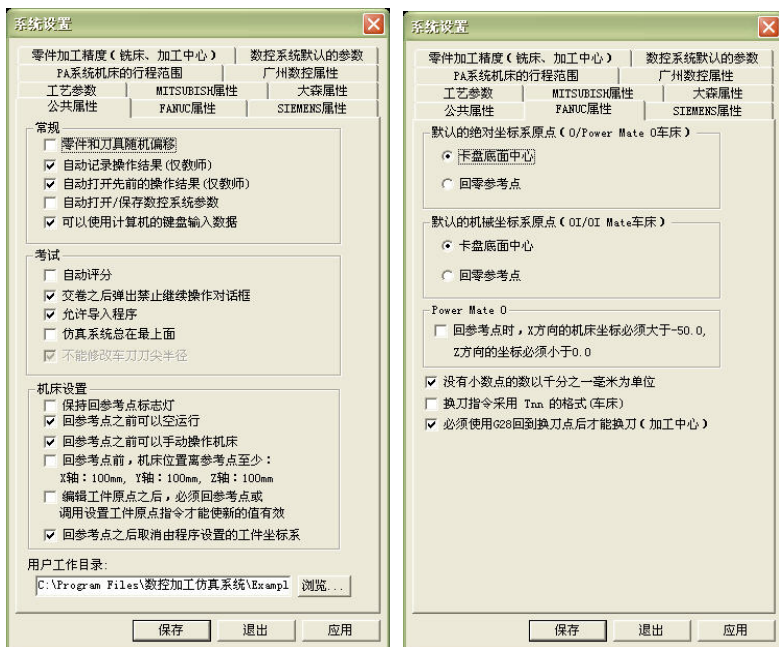 系统设置
零件加工精度(铣床、加工中心)
数控系统默认的参数
PA系统机床的行程范围
广州数控属性
工艺参数
MITSUBISH属性
大森属性
公共属性
FANUC属性
SIEMENS属性
常规
零件和刀具随机偏移
自动记录操作结果(仅教师)
自动打开先前的操作结果(仅教师)
自动打开/保存数控系统参数
可以使用计算机的键盘输入数据
考试
自动评分
交卷之后弹出禁止继续操作对话框
允许导入程序
仿真系统总在最上面
不能修改车刀刀尖半径
机床设置
保持回参考点标志灯
回参考点之前可以空运行
回参考点之前可以手动操作机床
回参考点前,机床位置离参考点至少:
X轴:100mm, Y轴:100mm, Z轴:100mm
编辑工件原点之后,必须回参考点或
调用设置工件原点指令才能使新的值有效
回参考点之后取消由程序设置的工件坐标系
用户工作目录:
C:\Program Files\数控加工仿真系统\Exampl
浏览...
保存
退出
应用
系统设置
零件加工精度(铣床、加工中心)
数控系统默认的参数
PA系统机床的行程范围
广州数控属性
工艺参数
MITSUBISH属性
大森属性
公共属性
FANUC属性
SIEMENS属性
默认的绝对坐标系原点(O/Power Mate O车床)
卡盘底面中心
回零参考点
默认的机械坐标系原点(OI/OI Mate车床)
卡盘底面中心
回零参考点
Power Mate O
回参考点时,X方向的机床坐标必须大于-50.0,
Z方向的坐标必须小于0.0
没有小数点的数以千分之一毫米为单位
换刀指令采用 Tnn 的格式(车床)
必须使用G28回到换刀点后才能换刀(加工中心)
保存
退出
应用